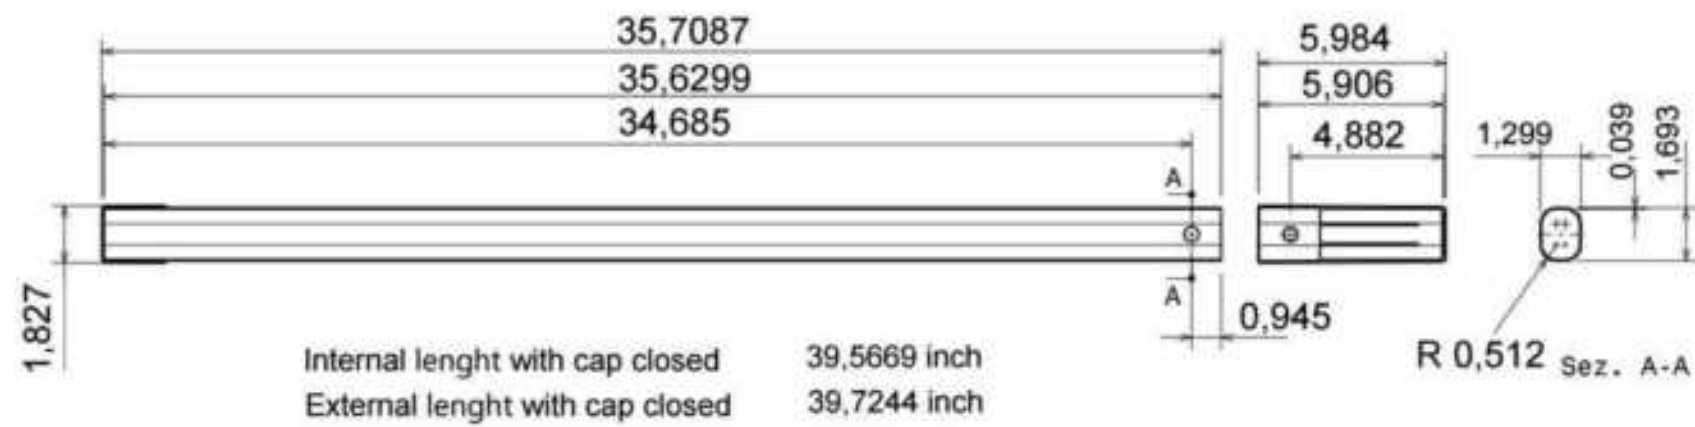 35,7087
5,984
35,6299
5,906
34,685
4,882
1,299
0,039
1,693
A
A
1,827
0,945
Internal lenght with cap closed 39,5669 inch
External lenght with cap closed 39,7244 inch
R 0,512 Sez. A-A